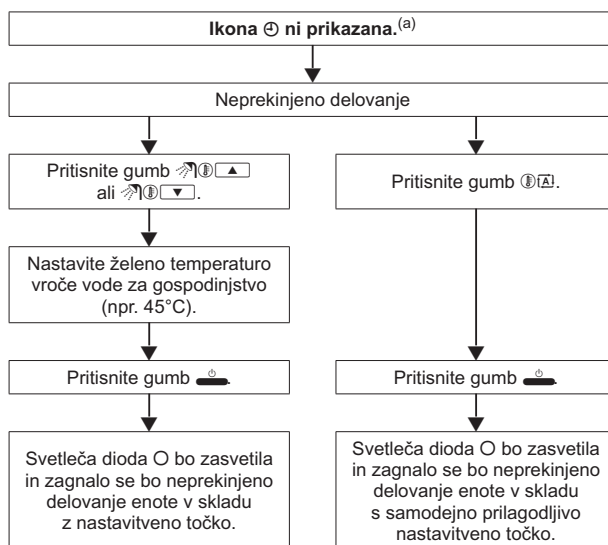 Ikona ⏲ ni prikazana.(a)
Neprekinjeno delovanje
Pritisnite gumb ▲
ali ▼.
Nastavite želeno temperaturo
vroče vode za gospodinjstvo
(npr. 45°C).
Pritisnite gumb ⏻.
Svetleča dioda O bo zasvetila
in zagnalo se bo neprekinjeno
delovanje enote v skladu
z nastavitveno točko.
Pritisnite gumb A.
Pritisnite gumb ⏻.
Svetleča dioda O bo zasvetila
in zagnalo se bo neprekinjeno
delovanje enote v skladu
s samodejno prilagodljivo
nastavitveno točko.